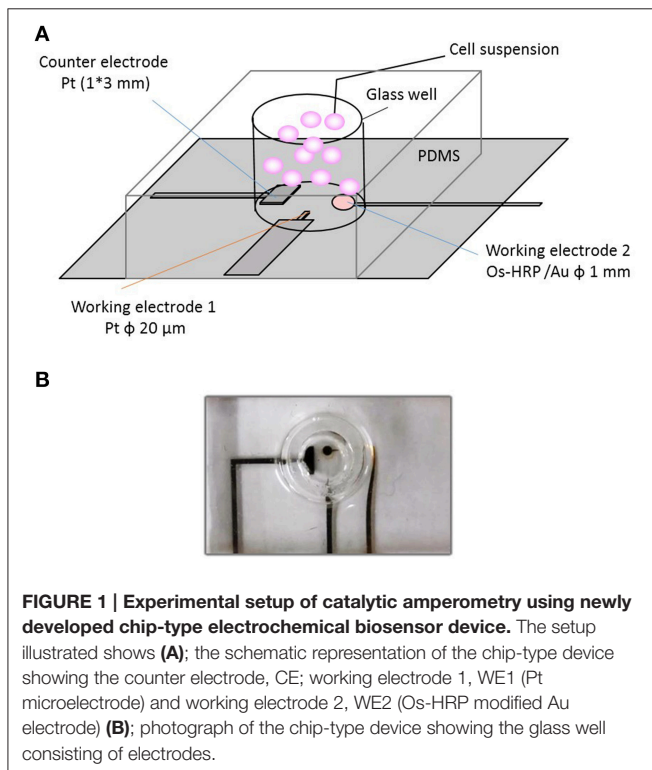 A
Counter electrode
Pt (1*3 mm)
Cell suspension
Glass well
PDMS
Working electrode 2
Os-HRP /Au ϕ 1 mm
Working electrode 1
Pt ϕ 20 µm
B
FIGURE 1 | Experimental setup of catalytic amperometry using newly
developed chip-type electrochemical biosensor device. The setup
illustrated shows (A); the schematic representation of the chip-type device
showing the counter electrode, CE; working electrode 1, WE1 (Pt
microelectrode) and working electrode 2, WE2 (Os-HRP modified Au
electrode) (B); photograph of the chip-type device showing the glass well
consisting of electrodes.